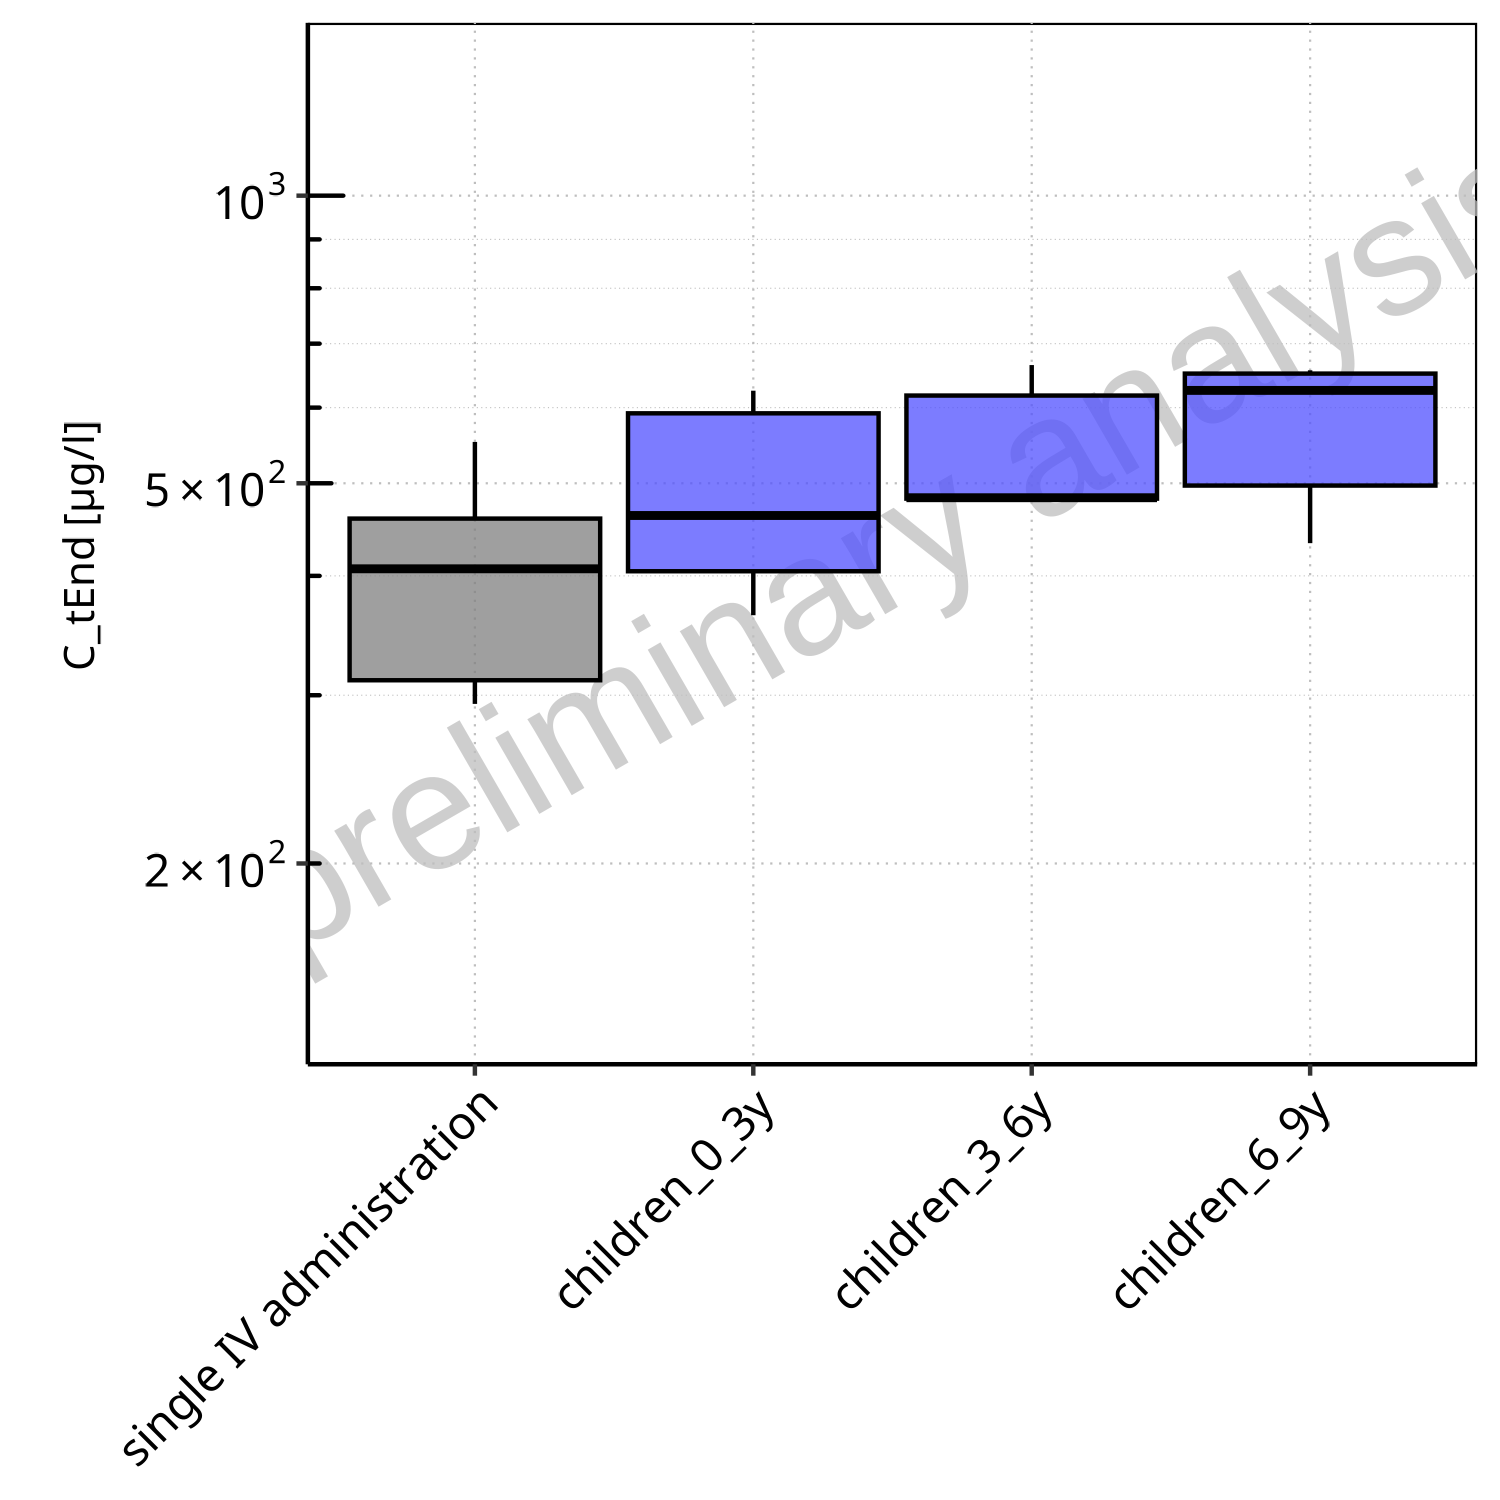 C_tEnd [µg/l]
10³
5 × 10²
2 × 10²
preliminary analysis
single IV administration
children_0_3y
children_3_6y
children_6_9y